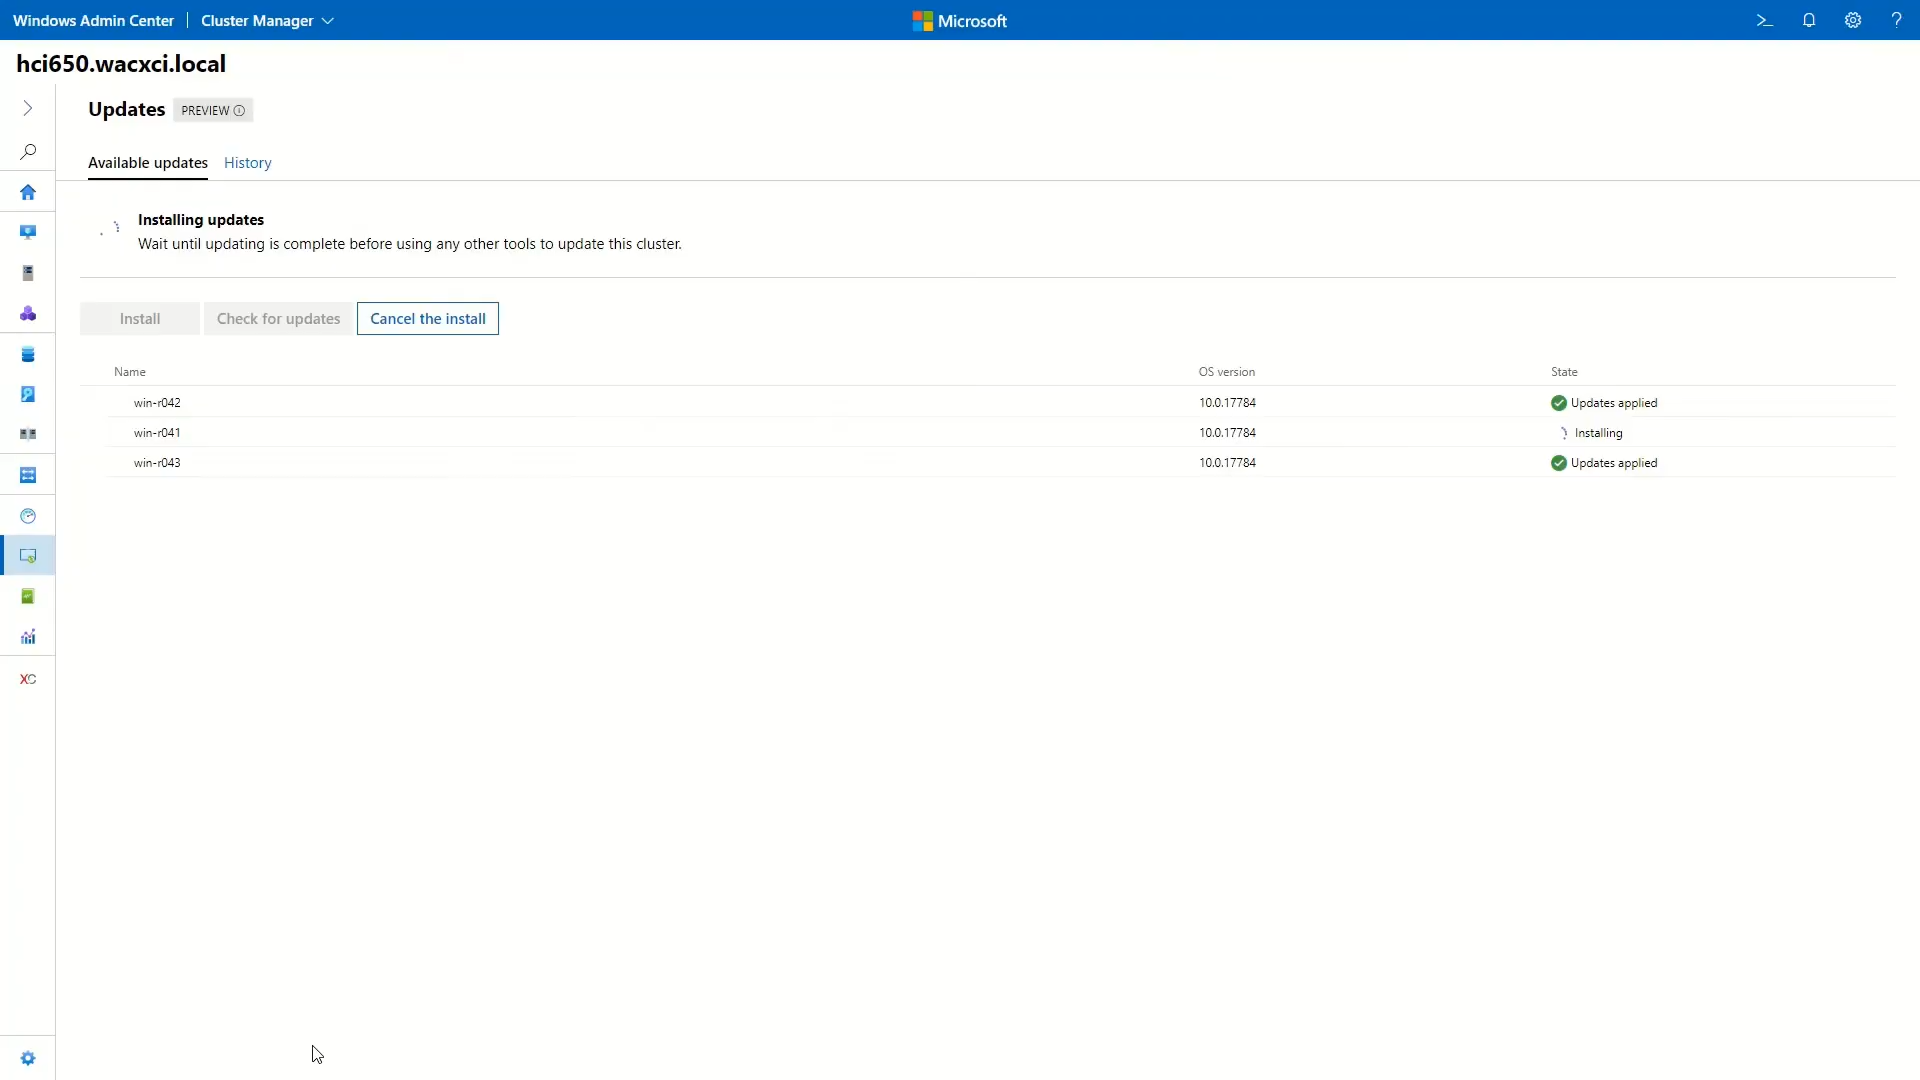 Windows Admin Center | Cluster Manager
Microsoft
hci650.wacxci.local
Updates PREVIEW
Available updates History
Installing updates
Wait until updating is complete before using any other tools to update this cluster.
Install Check for updates Cancel the install
Name OS version State
win-r042 10.0.17784 Updates applied
win-r041 10.0.17784 Installing
win-r043 10.0.17784 Updates applied
XC